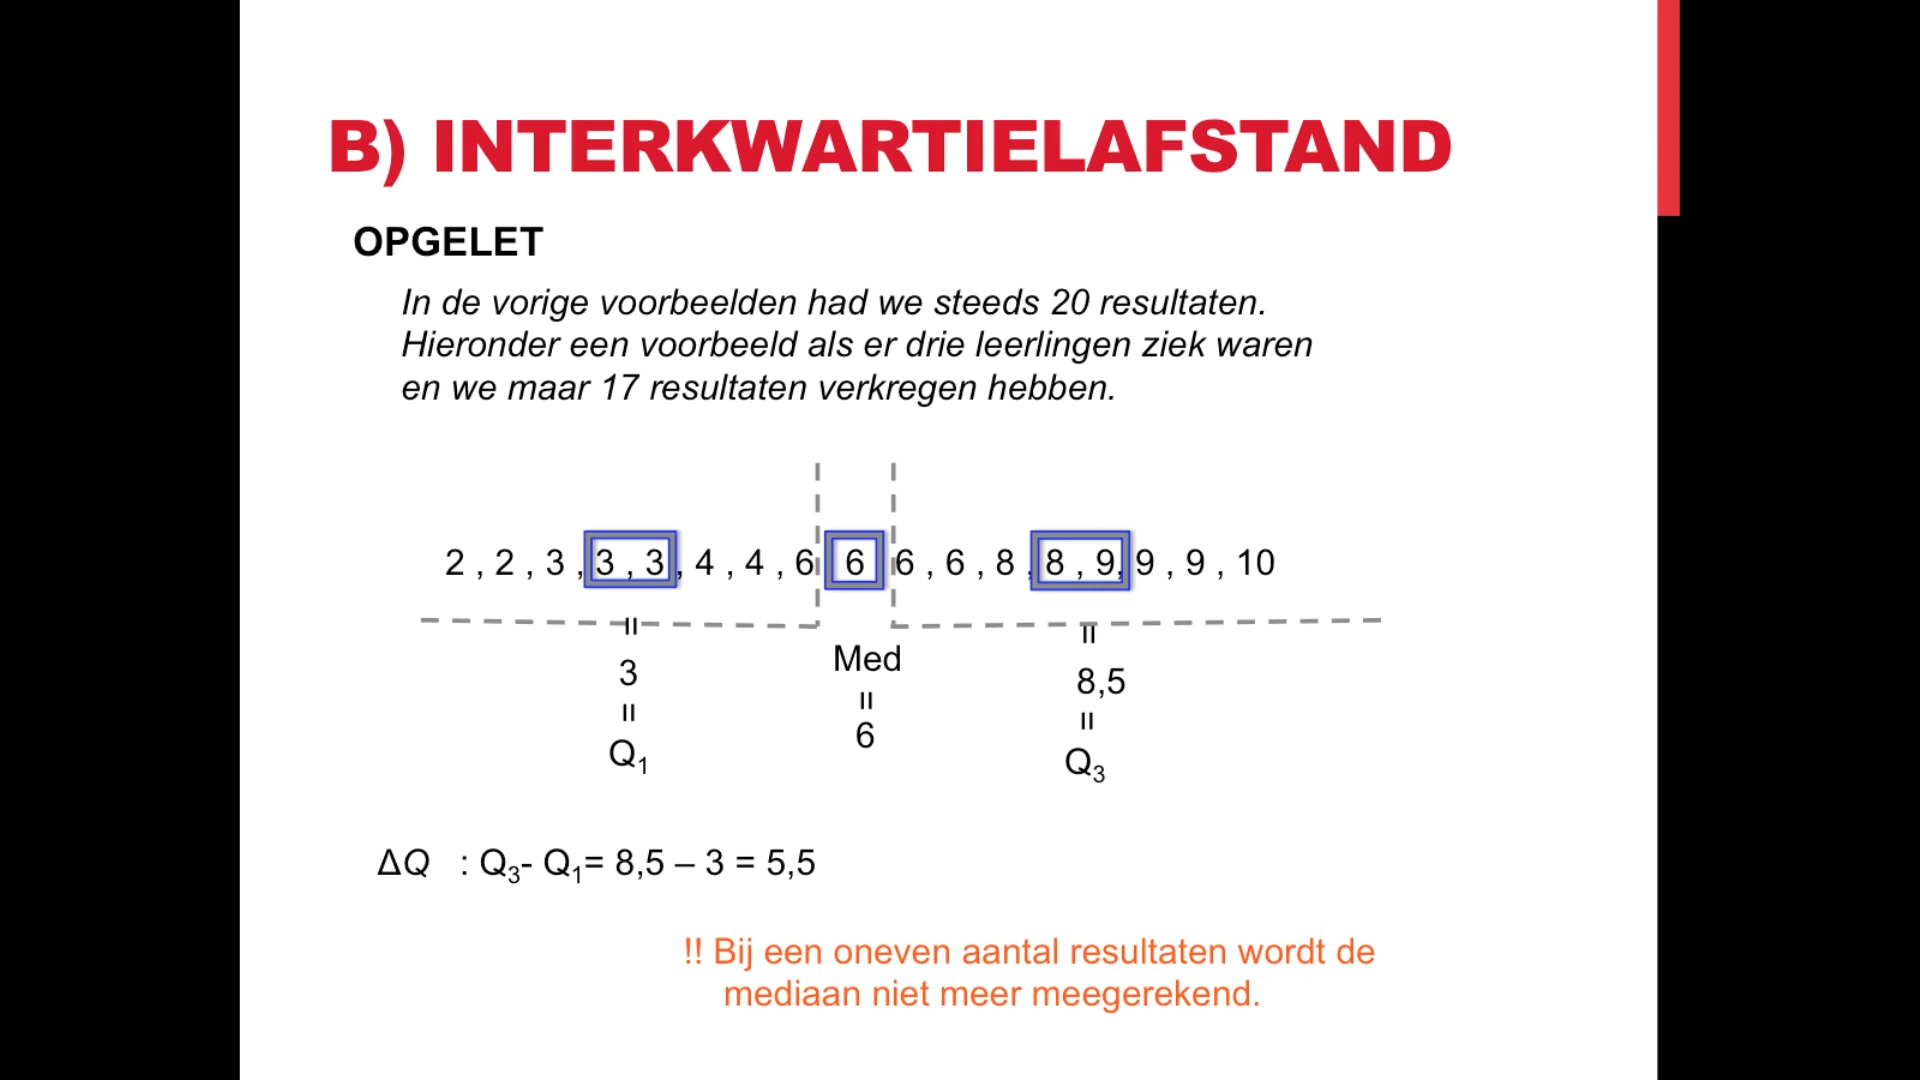 B) INTERKWARTIELAFSTAND
OPGELET
In de vorige voorbeelden had we steeds 20 resultaten.
Hieronder een voorbeeld als er drie leerlingen ziek waren
en we maar 17 resultaten verkregen hebben.
2 , 2 , 3 , 3 , 3 , 4 , 4 , 6 6 6 , 6 , 8 , 8 , 9, 9 , 9 , 10
= =
3 Med 8,5
= = =
Q₁ 6 Q₃
ΔQ : Q₃- Q₁= 8,5 – 3 = 5,5
!! Bij een oneven aantal resultaten wordt de
mediaan niet meer meegerekend.